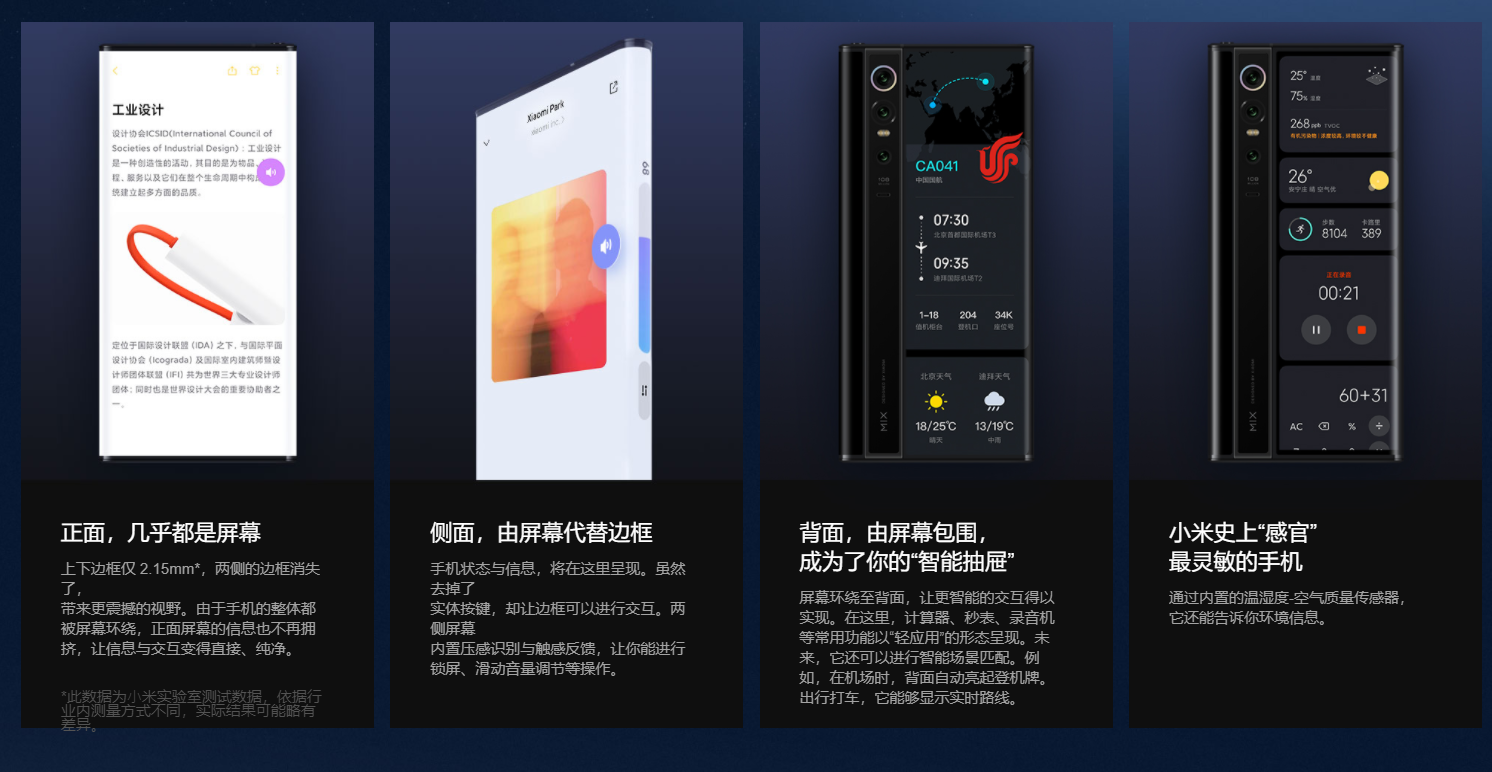 工业设计
设计协会ICSID(International Council of
Societies of Industrial Design)：工业设计
是一种创造性的活动，其目的是为物品、
程，服务以及它们在整个生命周期中构
统建立起多方面的品质。
定位于国际设计联盟 (IDA) 之下，与国际平面
设计协会 (Icograda) 及国际室内建筑师暨设
计师团体联盟 (IFI) 共为世界三大专业设计师
团体；同时也是世界设计大会的重要协助者之
一。
正面，几乎都是屏幕
上下边框仅 2.15mm*，两侧的边框消失
了，
带来更震撼的视野。由于手机的整体都
被屏幕环绕，正面屏幕的信息也不再拥
挤，让信息与交互变得直接、纯净。
*此数据为小米实验室测试数据，依据行
业内测量方式不同，实际结果可能略有
差异。
Xiaomi Park
Xiaomi Inc.
68
侧面，由屏幕代替边框
手机状态与信息，将在这里呈现。虽然
去掉了
实体按键，却让边框可以进行交互。两
侧屏幕
内置压感识别与触感反馈，让你能进行
锁屏、滑动音量调节等操作。
108
MIX
CA041
中国国航
07:30
北京首都国际机场T3
09:35
迪拜国际机场T2
1-18 204 34K
值机柜台 登机口 座位号
北京天气 迪拜天气
18/25℃ 13/19℃
晴天 中雨
背面，由屏幕包围，
成为了你的“智能抽屉”
屏幕环绕至背面，让更智能的交互得以
实现。在这里，计算器、秒表、录音机
等常用功能以“轻应用”的形态呈现。未
来，它还可以进行智能场景匹配。例
如，在机场时，背面自动亮起登机牌。
出行打车，它能够显示实时路线。
108
MIX
25° 温度
75% 湿度
268 ppb TVOC
26°
安宁庄 晴 空气优
步数 卡路里
8104 389
正在录音
00:21
60+31
AC % ÷
小米史上“感官”
最灵敏的手机
通过内置的温湿度-空气质量传感器，
它还能告诉你环境信息。